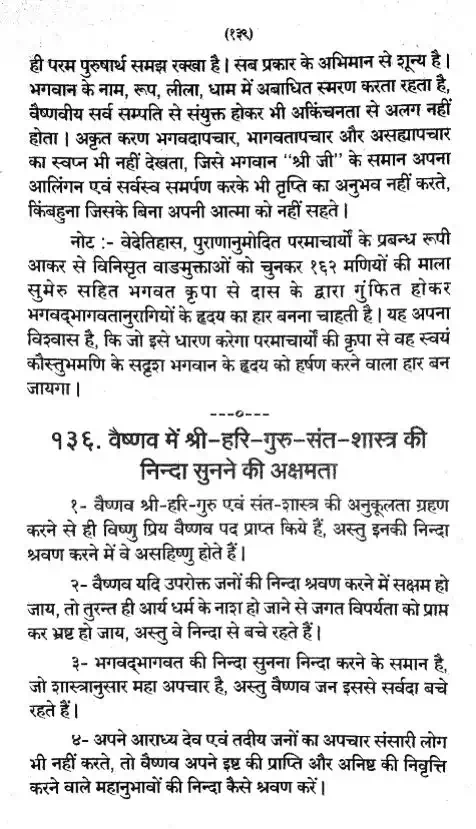 (१३९)
ही परम पुरुषार्थ समझ रक्खा है। सब प्रकार के अभिमान से शून्य है।
भगवान के नाम, रूप, लीला, धाम में अबाधित स्मरण करता रहता है,
वैष्णवीय सर्व सम्पति से संयुक्त होकर भी अकिंचनता से अलग नहीं
होता। अकृत करण भगवदापचार, भागवतापचार और असह्यापचार
का स्वप्न भी नहीं देखता, जिसे भगवान “श्री जी” के समान अपना
आलिंगन एवं सर्वस्व समर्पण करके भी तृप्ति का अनुभव नहीं करते,
किंबहुना जिसके बिना अपनी आत्मा को नहीं सहते।
नोट :- वेदेतिहास, पुराणानुमोदित परमाचार्यों के प्रबन्ध रूपी
आकर से विनिसृत वाङमुक्ताओं को चुनकर १६२ मणियों की माला
सुमेरु सहित भगवत कृपा से दास के द्वारा गुंफित होकर
भगवद्भागवतानुरागियों के हृदय का हार बनना चाहती है। यह अपना
विश्वास है, कि जो इसे धारण करेगा परमाचार्यों की कृपा से वह स्वयं
कौस्तुभमणि के सदृश भगवान के हृदय को हर्षण करने वाला हार बन
जायगा।
---०---
१३६. वैष्णव में श्री-हरि-गुरु-संत-शास्त्र की
निन्दा सुनने की अक्षमता
१- वैष्णव श्री-हरि-गुरु एवं संत-शास्त्र की अनुकूलता ग्रहण
करने से ही विष्णु प्रिय वैष्णव पद प्राप्त किये हैं, अस्तु इनकी निन्दा
श्रवण करने में वे असहिष्णु होते हैं।
२- वैष्णव यदि उपरोक्त जनों की निन्दा श्रवण करने में सक्षम हो
जाय, तो तुरन्त ही आर्य धर्म के नाश हो जाने से जगत विपर्यता को प्राप्त
कर भ्रष्ट हो जाय, अस्तु वे निन्दा से बचे रहते हैं।
३- भगवद्भागवत की निन्दा सुनना निन्दा करने के समान है,
जो शास्त्रानुसार महा अपचार है, अस्तु वैष्णव जन इससे सर्वदा बचे
रहते हैं।
४- अपने आराध्य देव एवं तदीय जनों का अपचार संसारी लोग
भी नहीं करते, तो वैष्णव अपने इष्ट की प्राप्ति और अनिष्ट की निवृत्ति
करने वाले महानुभावों की निन्दा कैसे श्रवण करें।